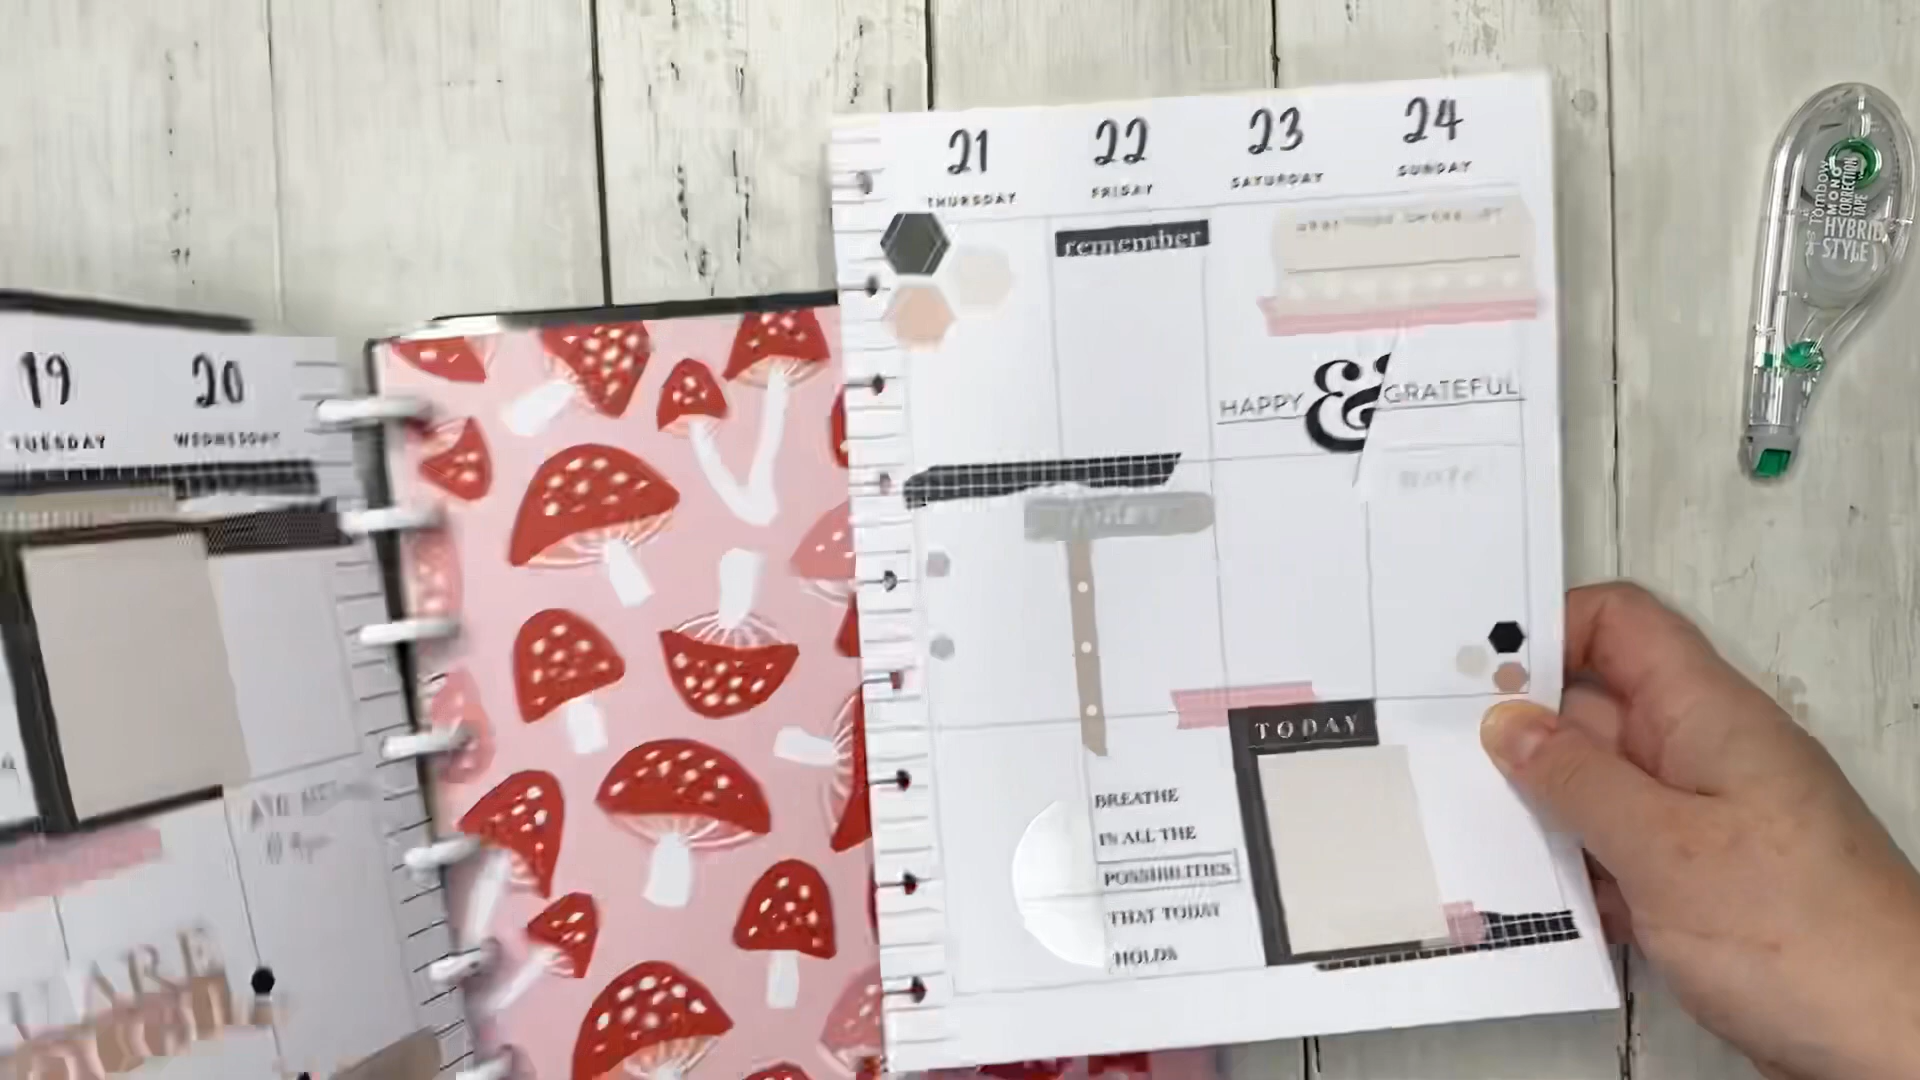 19
TUESDAY
20
WEDNESDAY
21
THURSDAY
22
FRIDAY
23
SATURDAY
24
SUNDAY
remember
HAPPY & GRATEFUL
TODAY
BREATHE
IN ALL THE
POSSIBILITIES
THAT TODAY
HOLDS
ARE
Tombow
MONO
CORRECTION
TAPE
HYBRID
STYLE